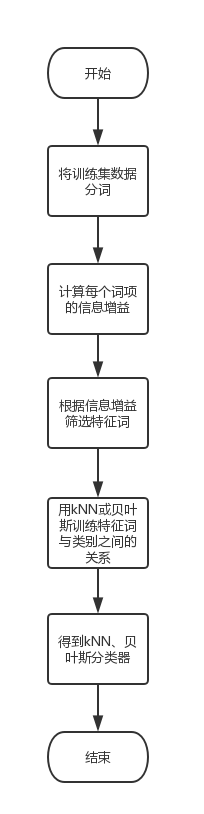 开始
将训练集数据
分词
计算每个词项
的信息增益
根据信息增益
筛选特征词
用kNN或贝叶
斯训练特征词
与类别之间的
关系
得到kNN、贝
叶斯分类器
结束